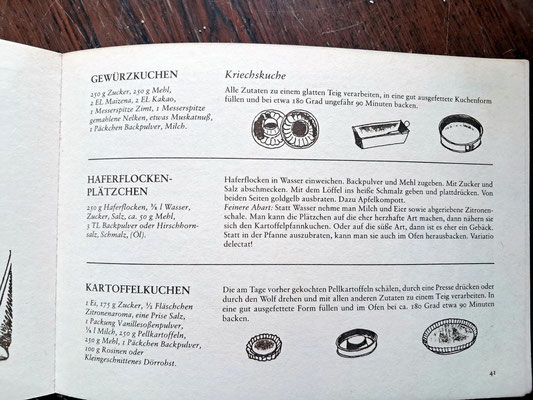 GEWÜRZKUCHEN
250 g Zucker, 250 g Mehl,
2 EL Maizena, 2 EL Kakao,
1 Messerspitze Zimt, 1 Messerspitze
gemahlene Nelken, etwas Muskatnuß,
1 Päckchen Backpulver, Milch.
Kriechskuche
Alle Zutaten zu einem glatten Teig verarbeiten, in eine gut ausgefettete Kuchenform
füllen und bei etwa 180 Grad ungefähr 90 Minuten backen.
HAFERFLOCKEN-
PLÄTZCHEN
250 g Haferflocken, ⅛ l Wasser,
Zucker, Salz, ca. 50 g Mehl,
3 TL Backpulver oder Hirschhorn-
salz, Schmalz, (Öl).
Haferflocken in Wasser einweichen. Backpulver und Mehl zugeben. Mit Zucker und
Salz abschmecken. Mit dem Löffel ins heiße Schmalz geben und plattdrücken. Von
beiden Seiten goldgelb ausbraten. Dazu Apfelkompott.
Feinere Abart: Statt Wasser nehme man Milch und Eier sowie abgeriebene Zitronen-
schale. Man kann die Plätzchen auf die eher herzhafte Art machen, dann nähern sie
sich den Kartoffelpfannkuchen. Oder auf die süße Art, dann ist es eher ein Gebäck.
Statt in der Pfanne auszubraten, kann man sie auch im Ofen herausbacken. Variatio
delectat!
KARTOFFELKUCHEN
1 Ei, 175 g Zucker, ½ Fläschchen
Zitronenaroma, eine Prise Salz,
1 Packung Vanillesoßenpulver,
⅛ l Milch, 250 g Pellkartoffeln,
250 g Mehl, 1 Päckchen Backpulver,
100 g Rosinen oder
Kleingeschnittenes Dörrobst.
Die am Tage vorher gekochten Pellkartoffeln schälen, durch eine Presse drücken oder
durch den Wolf drehen und mit allen anderen Zutaten zu einem Teig verarbeiten. In
eine gut ausgefettete Form füllen und im Ofen bei ca. 180 Grad etwa 90 Minuten
backen.
41